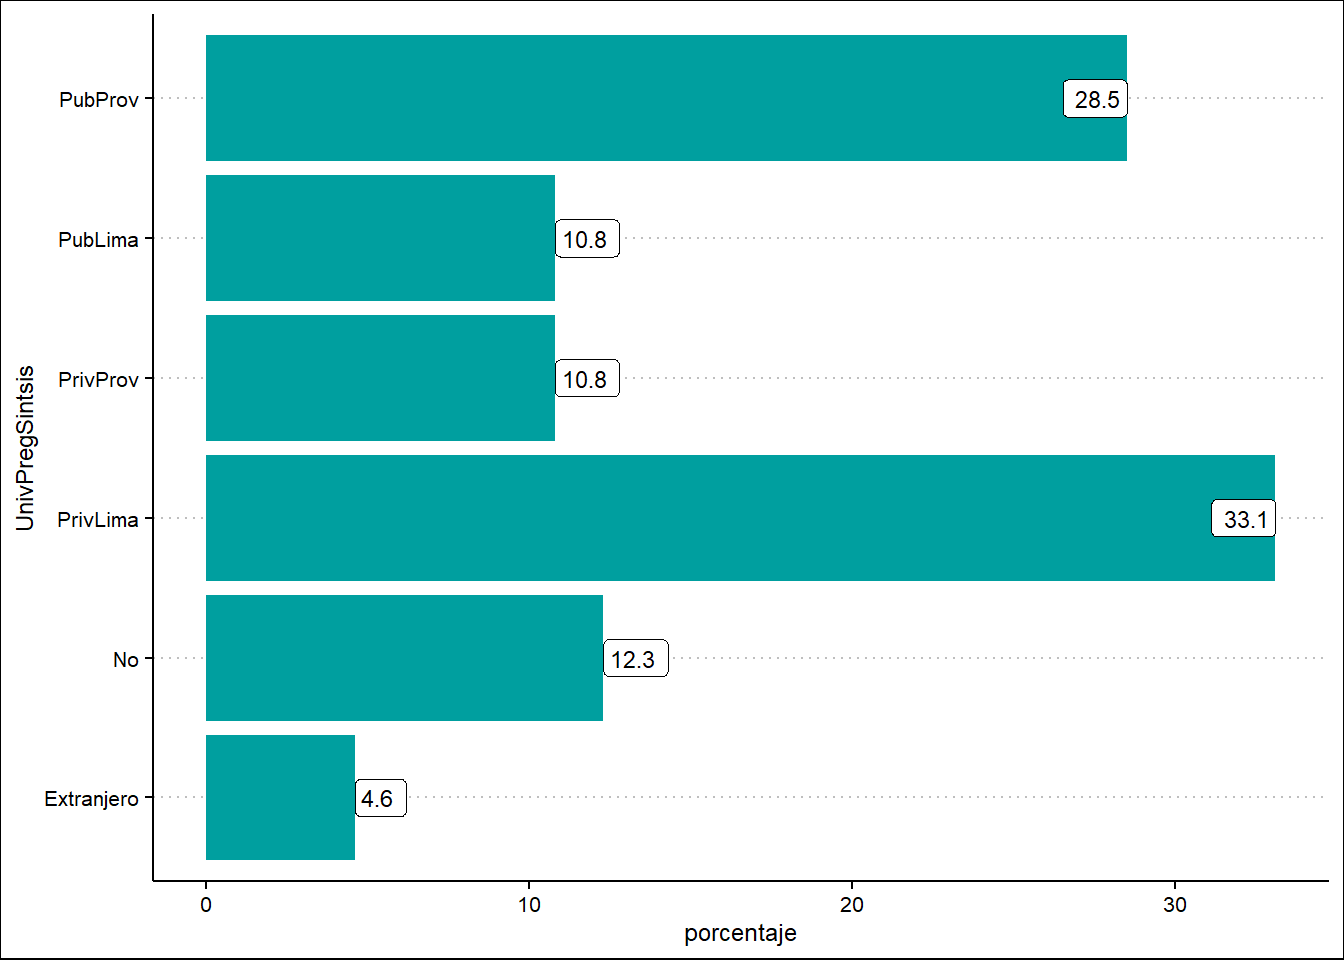 PubProv
28.5
PubLima
10.8
PrivProv
10.8
UnivPregSintsis
PrivLima
33.1
No
12.3
Extranjero
4.6
0 10 20 30
porcentaje